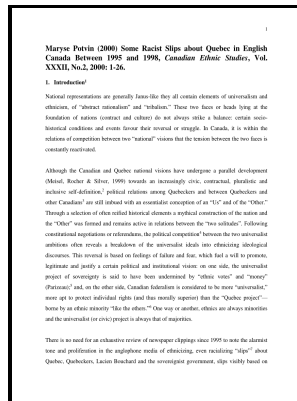 1
Maryse Potvin (2000) Some Racist Slips about Quebec in English
Canada Between 1995 and 1998, Canadian Ethnic Studies, Vol.
XXXII, No.2, 2000: 1-26.
1. Introduction1
National representations are generally Janus-like they all contain elements of universalism and
ethnicism, of “abstract rationalism” and “tribalism.” These two faces or heads lying at the
foundation of nations (contract and culture) do not always strike a balance: certain socio-
historical conditions and events favour their reversal or strength. In Canada, it is within the
relations of competition between two “national” visions that the tension between the two faces is
constantly reactivated.
Although the Canadian and Quebec national visions have undergone a parallel development
(Meisel, Rocher & Silver, 1999) towards an increasingly civic, contractual, pluralistic and
inclusive self-definition,2 political relations among Quebeckers and between Quebeckers and
other Canadians3 are still imbued with an essentialist conception of an “Us” and of the “Other.”
Through a selection of often reified historical elements a mythical construction of the nation and
the “Other” was formed and remains active in relations between the “two solitudes”. Following
constitutional negotiations or referendums, the political competition4 between the two universalist
ambitions often reveals a breakdown of the universalist ideals into ethnicizing ideological
discourses. This reversal is based on feelings of failure and fear, which fuel a will to promote,
legitimate and justify a certain political and institutional vision: on one side, the universalist
project of sovereignty is said to have been undermined by “ethnic votes” and “money”
(Parizeau);5 and, on the other side, Canadian federalism is considered to be more “universalist,”
more apt to protect individual rights (and thus morally superior) than the “Quebec project”—
borne by an ethnic minority “like the others.”6 One way or another, ethnics are always minorities
and the universalist (or civic) project is always that of majorities.
There is no need for an exhaustive review of newspaper clippings since 1995 to note the alarmist
tone and proliferation in the anglophone media of ethnicizing, even racializing “slips”7 about
Quebec, Quebeckers, Lucien Bouchard and the sovereignist government, slips visibly based on